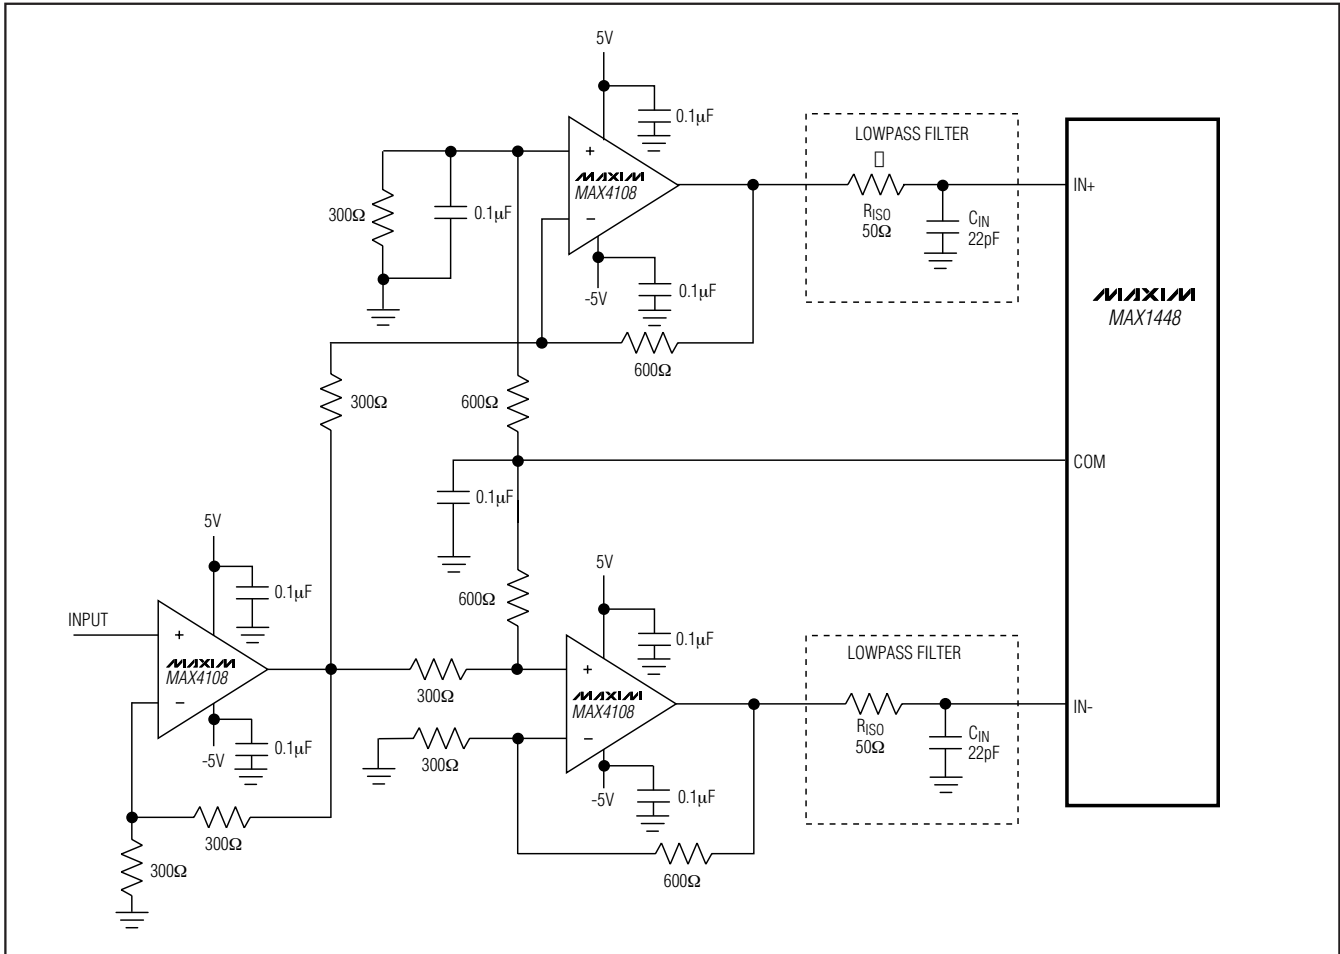 5V
0.1µF
LOWPASS FILTER
+
MAXIM
MAX4108
−
IN+
300Ω
0.1µF
RISO
50Ω
CIN
22pF
-5V
0.1µF
MAXIM
MAX1448
600Ω
300Ω
600Ω
COM
0.1µF
5V
0.1µF
5V
600Ω
INPUT
+
MAXIM
MAX4108
−
0.1µF
LOWPASS FILTER
+
MAXIM
MAX4108
−
300Ω
IN-
RISO
50Ω
CIN
22pF
-5V
0.1µF
300Ω
-5V
0.1µF
300Ω
300Ω
600Ω